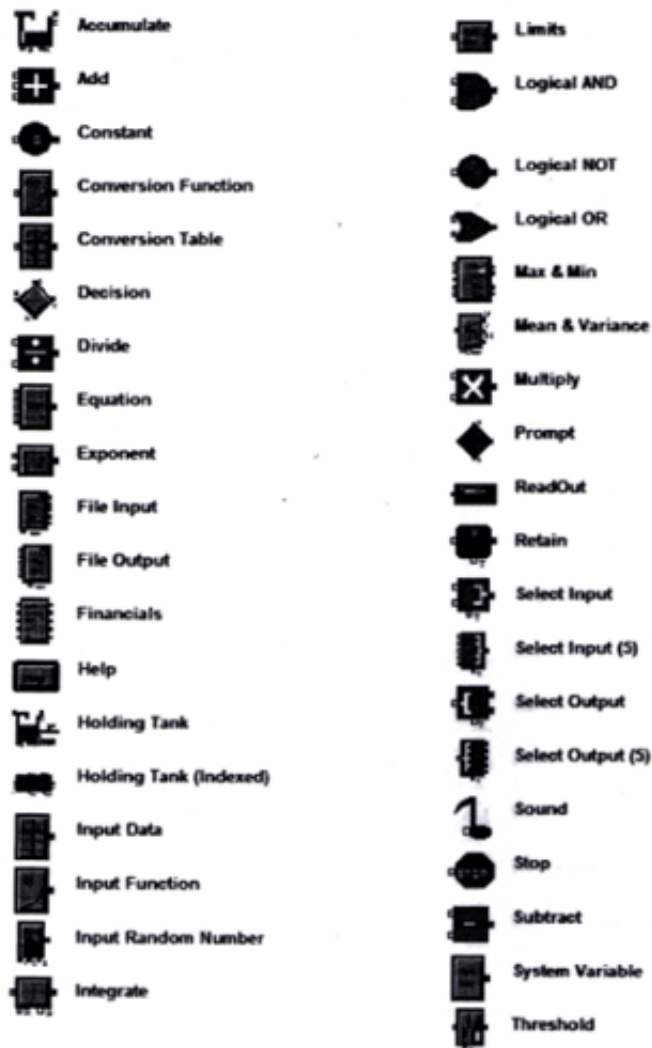 Accumulate
Add
Constant
Conversion Function
Conversion Table
Decision
Divide
Equation
Exponent
File Input
File Output
Financials
Help
Holding Tank
Holding Tank (Indexed)
Input Data
Input Function
Input Random Number
Integrate
Limits
Logical AND
Logical NOT
Logical OR
Max & Min
Mean & Variance
Multiply
Prompt
ReadOut
Retain
Select Input
Select Input (5)
Select Output
Select Output (5)
Sound
Stop
Subtract
System Variable
Threshold